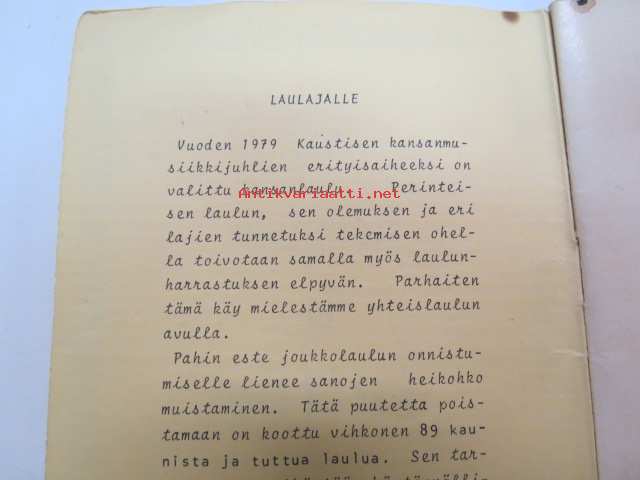 LAULAJALLE
Vuoden 1979 Kaustisen kansanmu-
siikkijuhlien erityisaiheeksi on
valittu kansanlaulu. Perintei-
Antikvariaatti.net
sen laulun, sen olemuksen ja eri
lajien tunnetuksi tekemisen ohel-
la toivotaan samalla myös laulun-
harrastuksen elpyvän. Parhaiten
tämä käy mielestämme yhteislaulun
avulla.
Pahin este joukkolaulun onnistu-
miselle lienee sanojen heikohko
muistaminen. Tätä puutetta pois-
tamaan on koottu vihkonen 89 kau-
nista ja tuttua laulua. Sen tar-